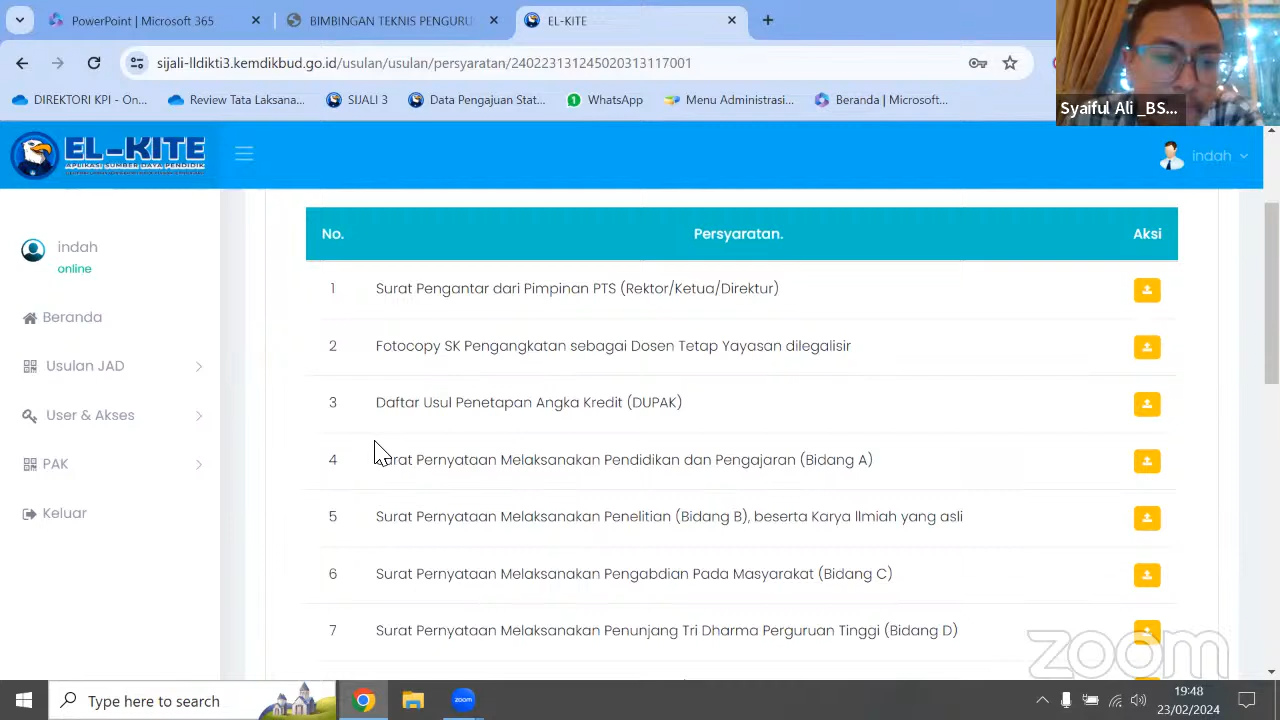 PowerPoint | Microsoft 365
BIMBINGAN TEKNIS PENGURU
EL-KITE
sijali-lldikti3.kemdikbud.go.id/usulan/usulan/persyaratan/240223131245020313117001
DIREKTORI KPI - On...
Review Tata Laksana...
SIJALI 3
Data Pengajuan Stat...
WhatsApp
Menu Administrasi...
Beranda | Microsoft...
Syaiful Ali _BS...
EL-KITE
APLIKASI SUMBER DAYA PENDIDIK
indah
indah
online
Beranda
Usulan JAD
User & Akses
PAK
Keluar
No. Persyaratan. Aksi
1 Surat Pengantar dari Pimpinan PTS (Rektor/Ketua/Direktur)
2 Fotocopy SK Pengangkatan sebagai Dosen Tetap Yayasan dilegalisir
3 Daftar Usul Penetapan Angka Kredit (DUPAK)
4 Surat Pernyataan Melaksanakan Pendidikan dan Pengajaran (Bidang A)
5 Surat Pernyataan Melaksanakan Penelitian (Bidang B), beserta Karya Ilmiah yang asli
6 Surat Pernyataan Melaksanakan Pengabdian Pada Masyarakat (Bidang C)
7 Surat Pernyataan Melaksanakan Penunjang Tri Dharma Perguruan Tinggi (Bidang D)
zoom
Type here to search
zoom
19:48
23/02/2024